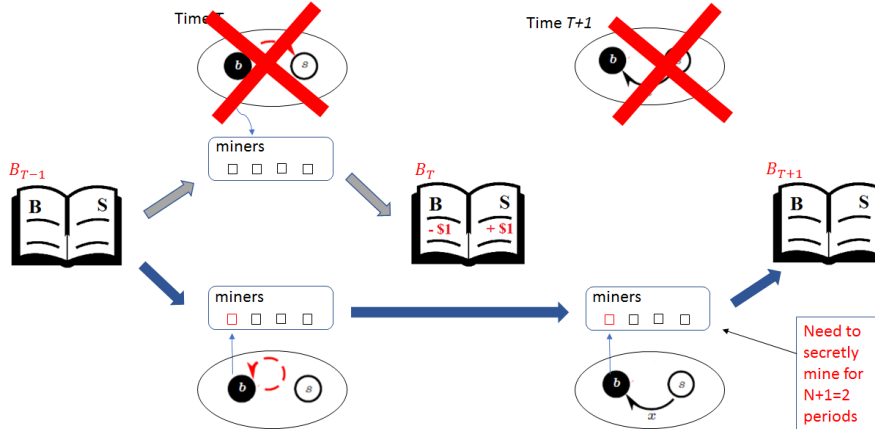 Time T
Time T+1
b
s
b
s
miners
B_{T−1}
B_T
B_{T+1}
B S
B S
- $1 + $1
B S
miners
miners
b
s
b
s
x
Need to
secretly
mine for
N+1=2
periods